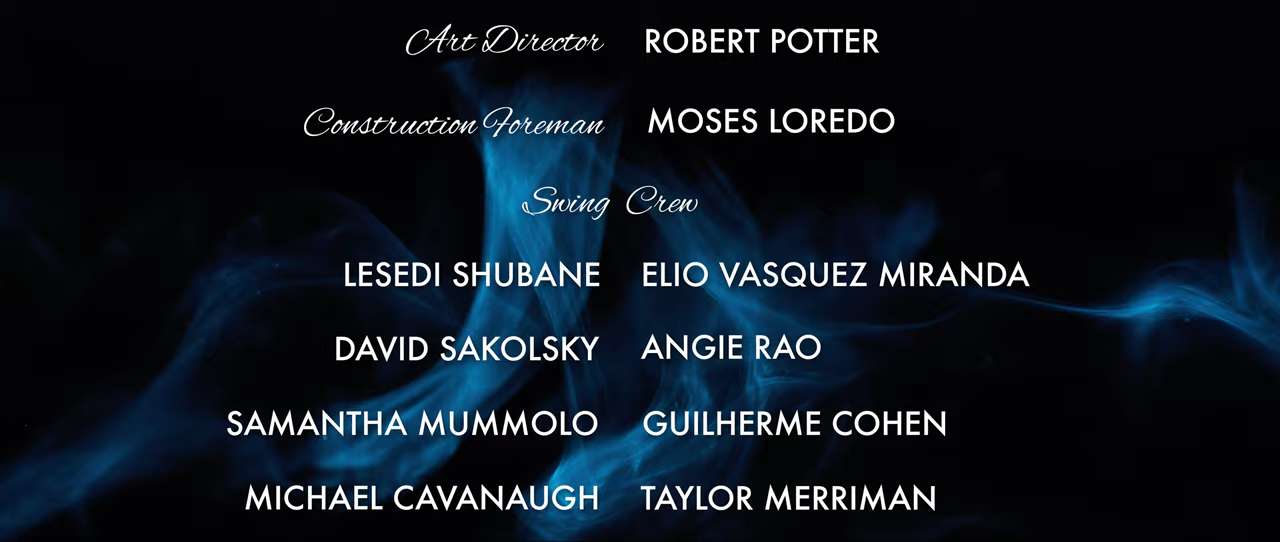 Art Director ROBERT POTTER
Construction Foreman MOSES LOREDO
Swing Crew
LESEDI SHUBANE ELIO VASQUEZ MIRANDA
DAVID SAKOLSKY ANGIE RAO
SAMANTHA MUMMOLO GUILHERME COHEN
MICHAEL CAVANAUGH TAYLOR MERRIMAN